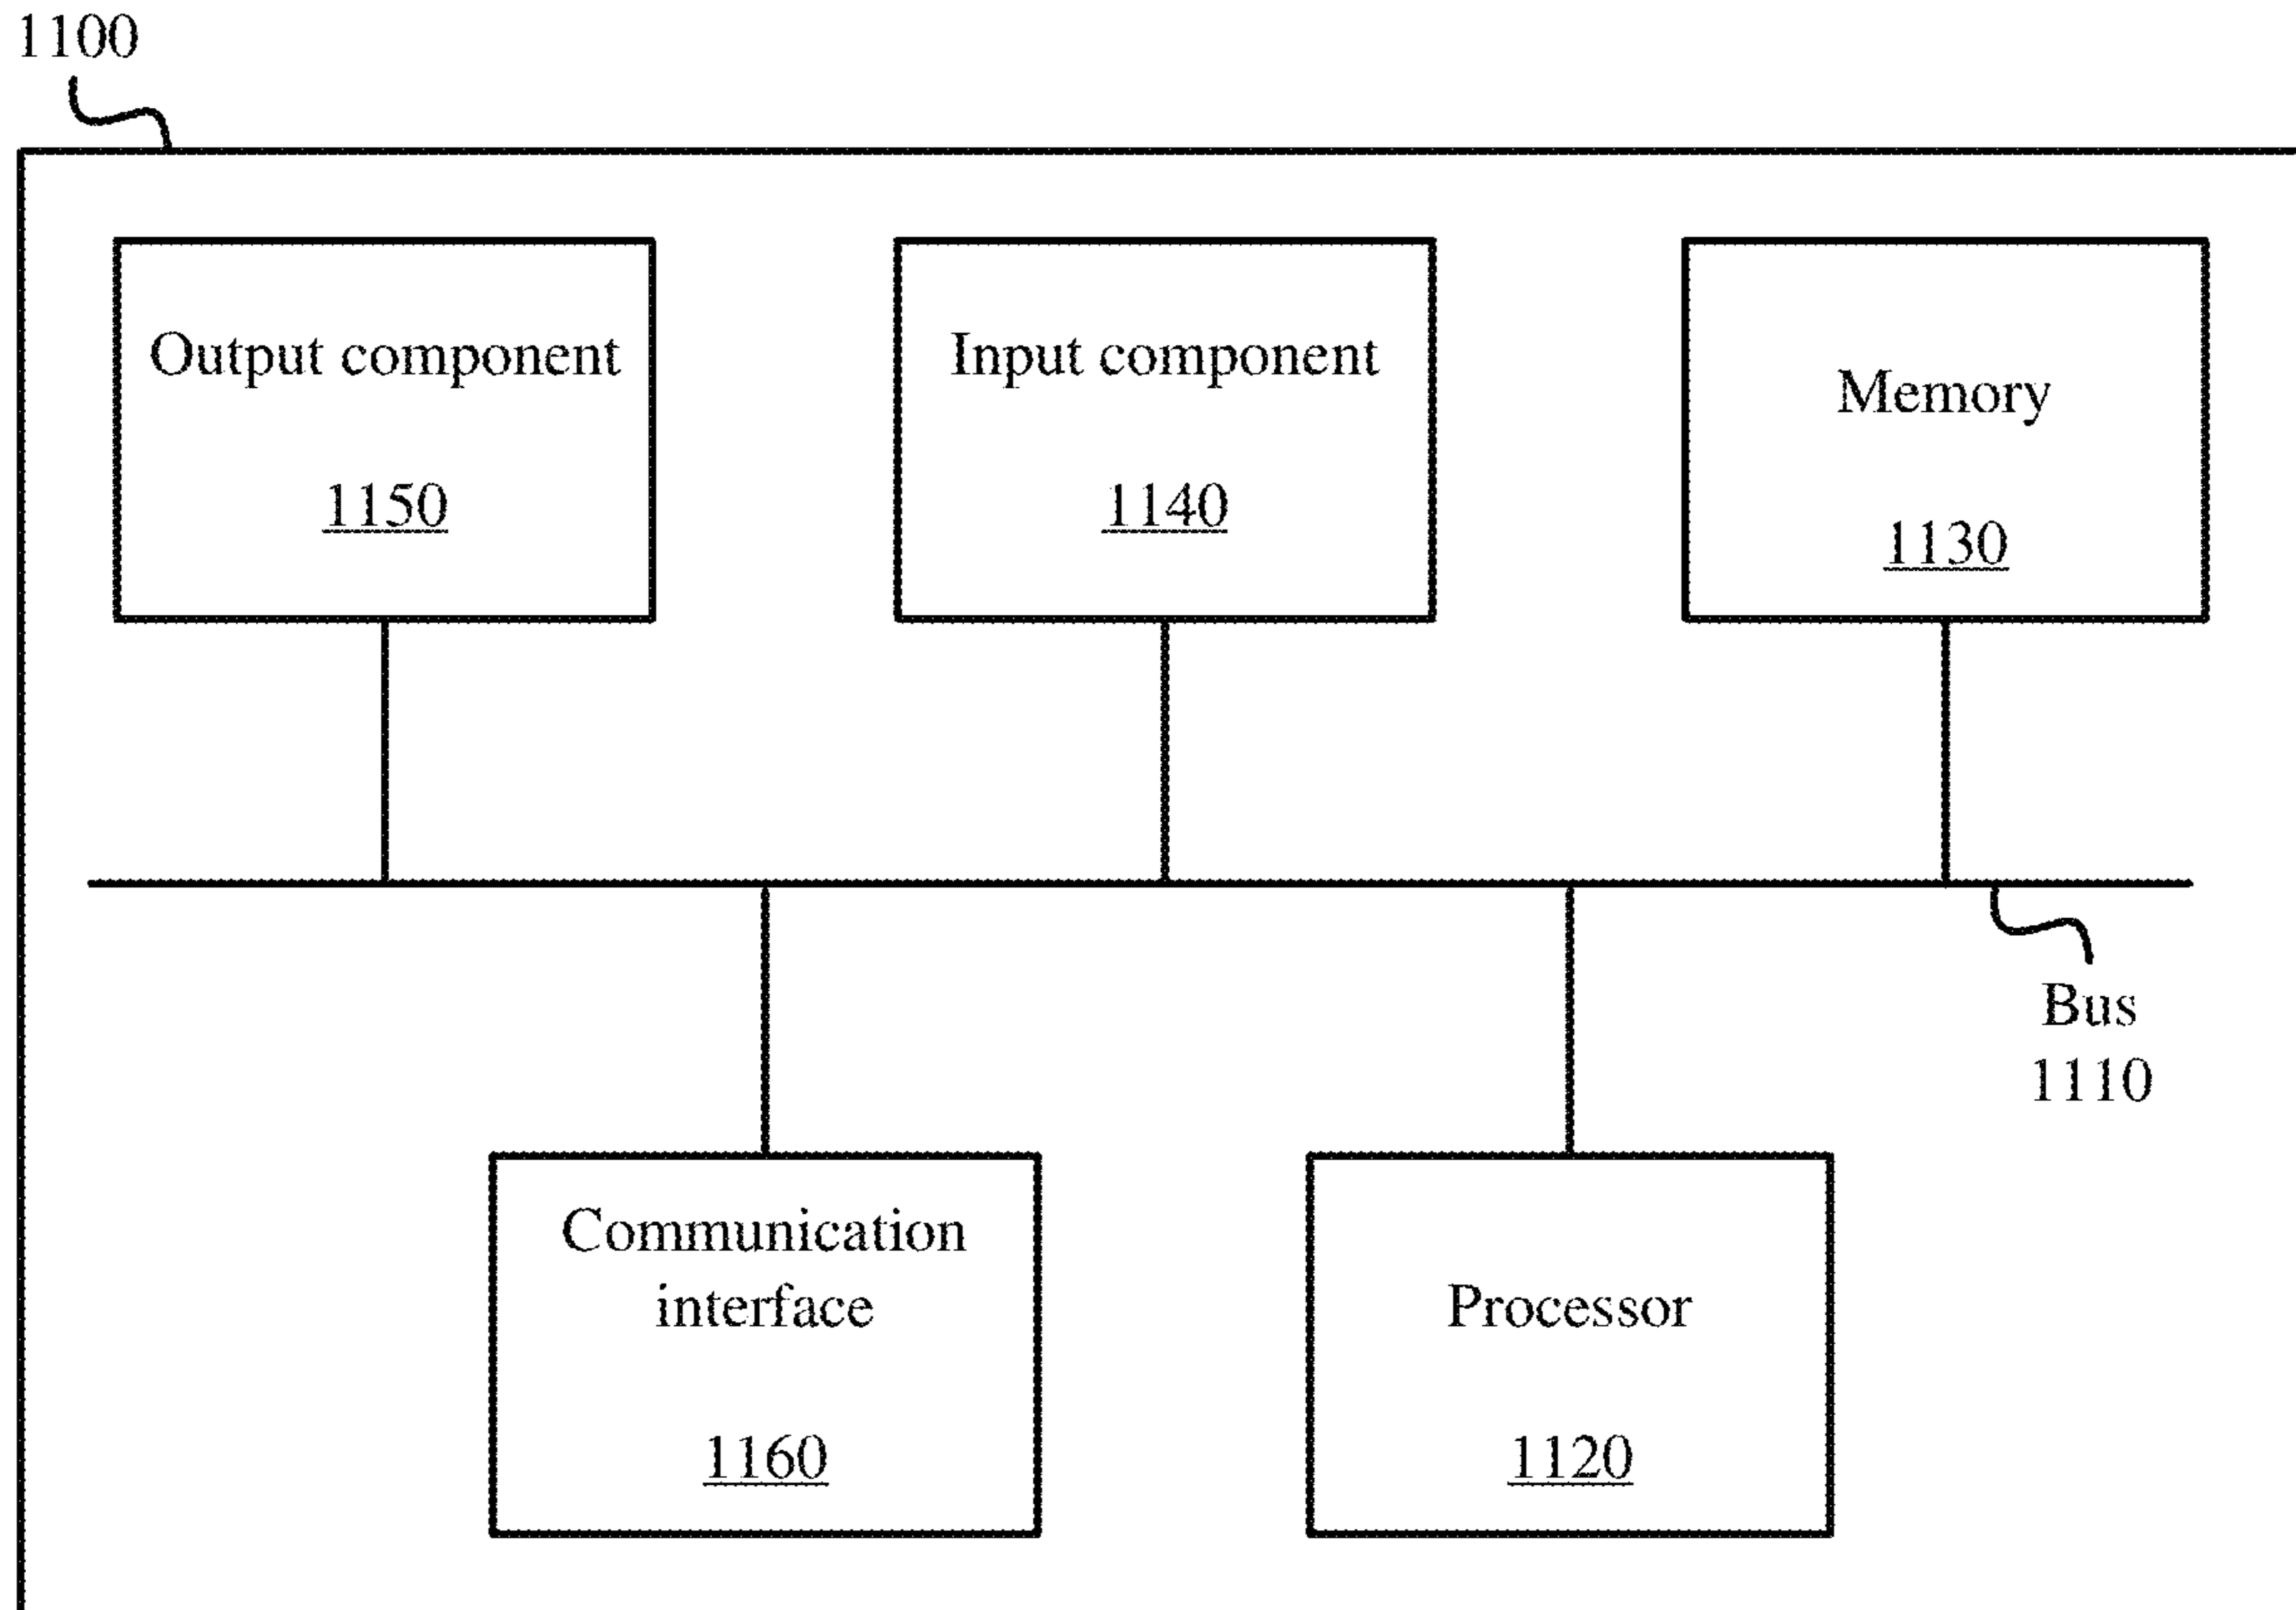 1100
Output component
1150
Input component
1140
Memory
1130
Bus
1110
Communication
interface
1160
Processor
1120